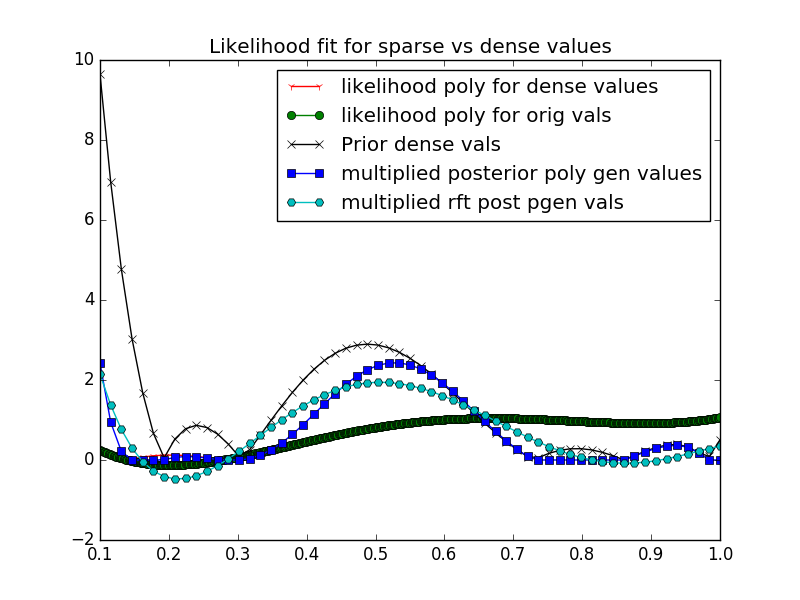 Likelihood fit for sparse vs dense values
likelihood poly for dense values
likelihood poly for orig vals
Prior dense vals
multiplied posterior poly gen values
multiplied rft post pgen vals
10
8
6
4
2
0
−2
0.1 0.2 0.3 0.4 0.5 0.6 0.7 0.8 0.9 1.0